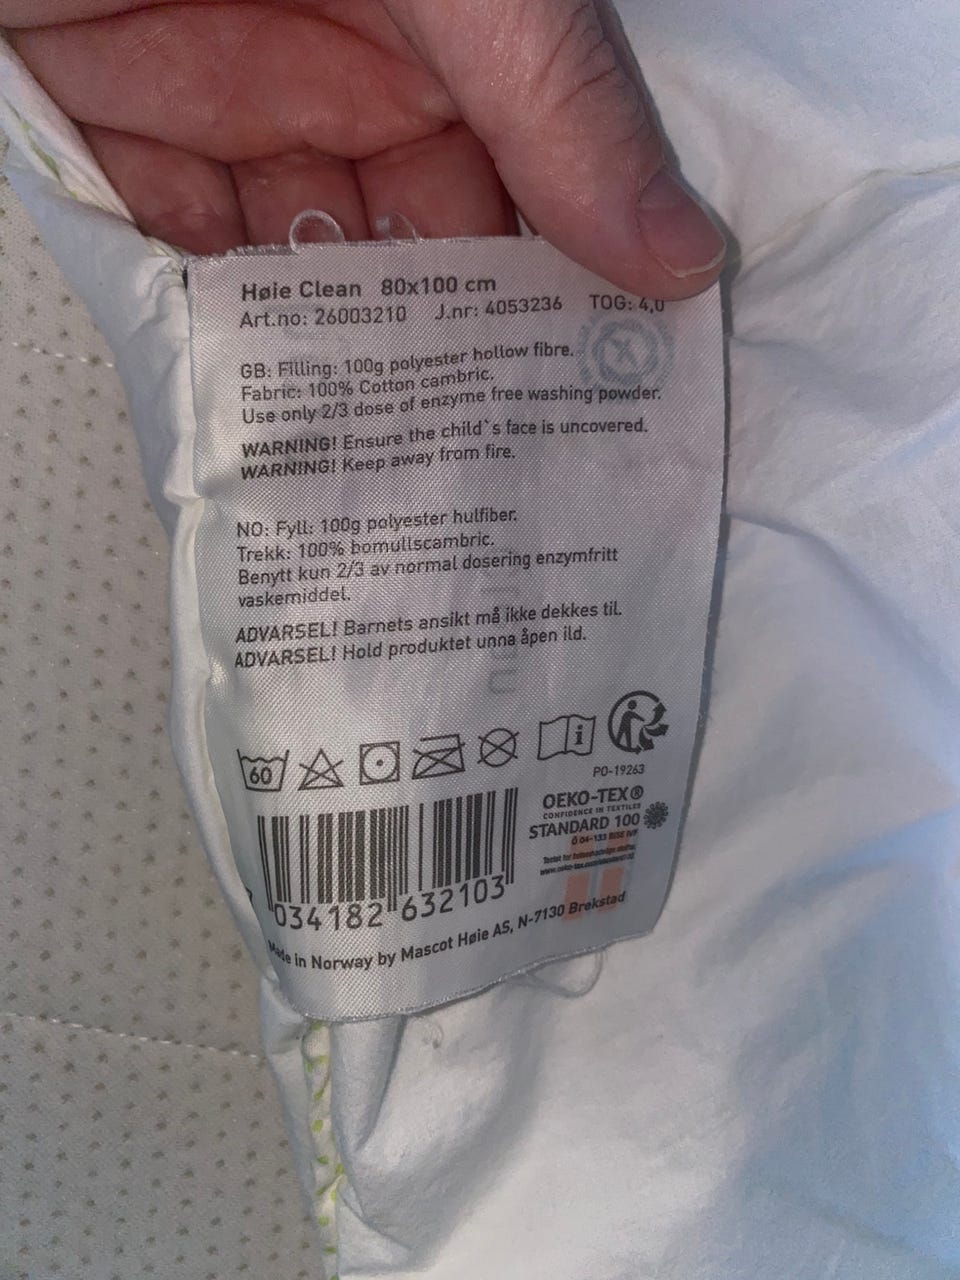 Høie Clean 80x100 cm
Art.no: 26003210 J.nr: 4053236 TOG: 4,0
GB: Filling: 100g polyester hollow fibre.
Fabric: 100% Cotton cambric.
Use only 2/3 dose of enzyme free washing powder.
WARNING! Ensure the child`s face is uncovered.
WARNING! Keep away from fire.
NO: Fyll: 100g polyester hulfiber.
Trekk: 100% bomullscambric.
Benytt kun 2/3 av normal dosering enzymfritt
vaskemiddel.
ADVARSEL! Barnets ansikt må ikke dekkes til.
ADVARSEL! Hold produktet unna åpen ild.
60
i
PO-19263
OEKO-TEX®
CONFIDENCE IN TEXTILES
STANDARD 100
Ö 04-133 RISE IVF
7 034182 632103
Made in Norway by Mascot Høie AS, N-7130 Brekstad